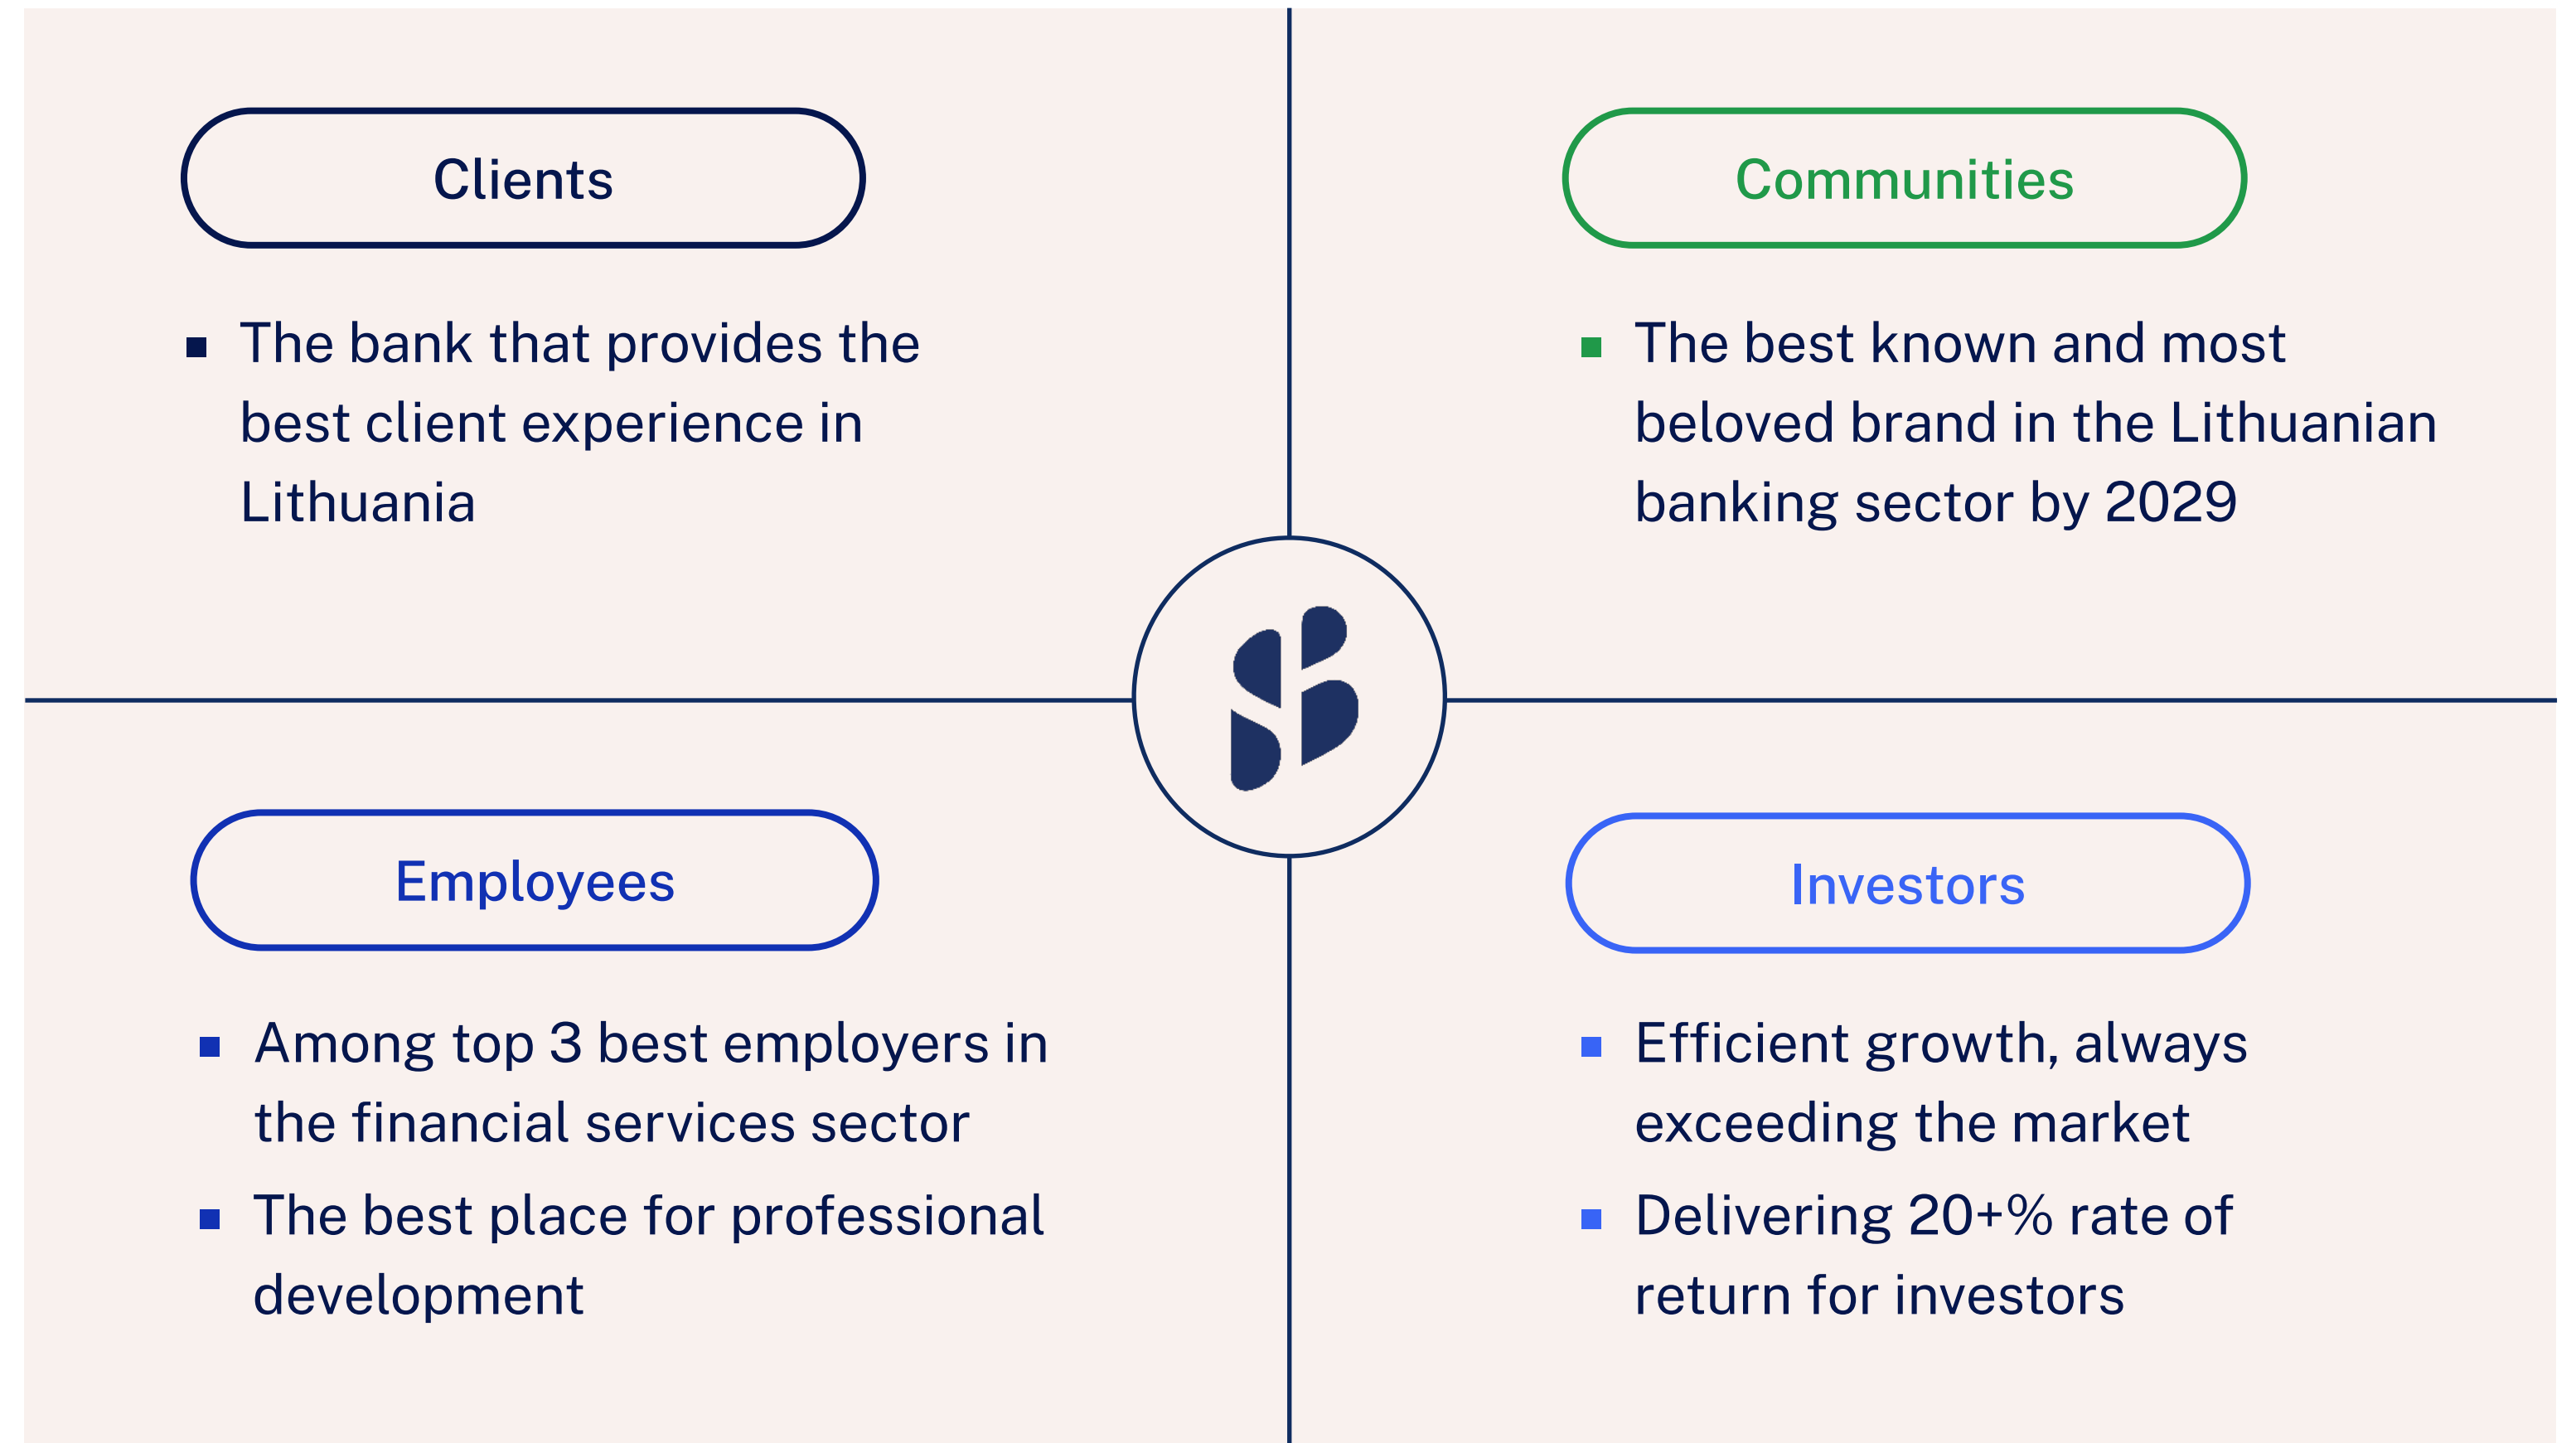 Clients
The bank that provides the
best client experience in
Lithuania
Communities
The best known and most
beloved brand in the Lithuanian
banking sector by 2029
Employees
Among top 3 best employers in
the financial services sector
The best place for professional
development
Investors
Efficient growth, always
exceeding the market
Delivering 20+% rate of
return for investors